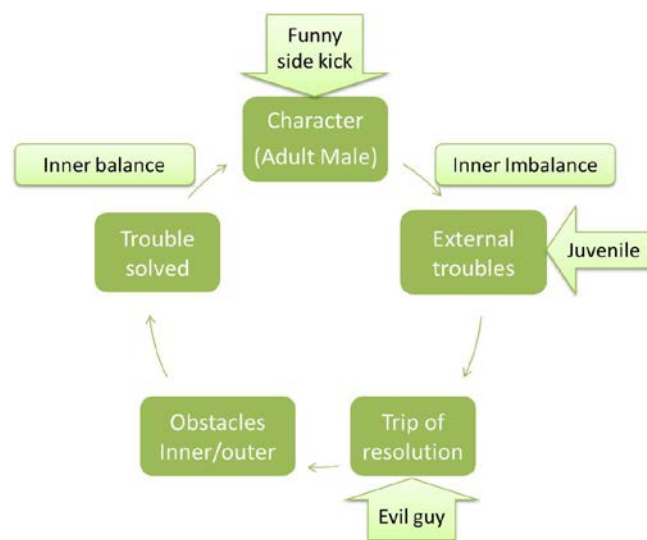 Funny
side kick
Character
(Adult Male)
Inner balance
Inner Imbalance
Trouble
solved
External
troubles
Juvenile
Obstacles
Inner/outer
Trip of
resolution
Evil guy